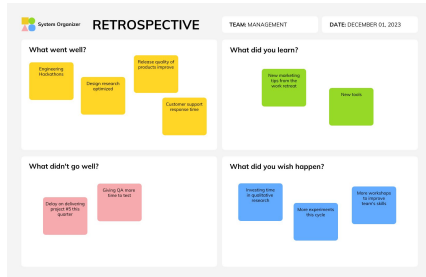 System Organizer
RETROSPECTIVE
TEAM: MANAGEMENT
DATE: DECEMBER 01, 2023
What went well?
Engineering
Hackathons
Design research
optimized
Release quality of
products improve
Customer support
response time
What did you learn?
New marketing
tips from the
work retreat
New tools
What didn't go well?
Delay on delivering
project #5 this
quarter
Giving QA more
time to test
What did you wish happen?
Investing time
in qualitative
research
More experiments
this cycle
More workshops
to improve
team's skills